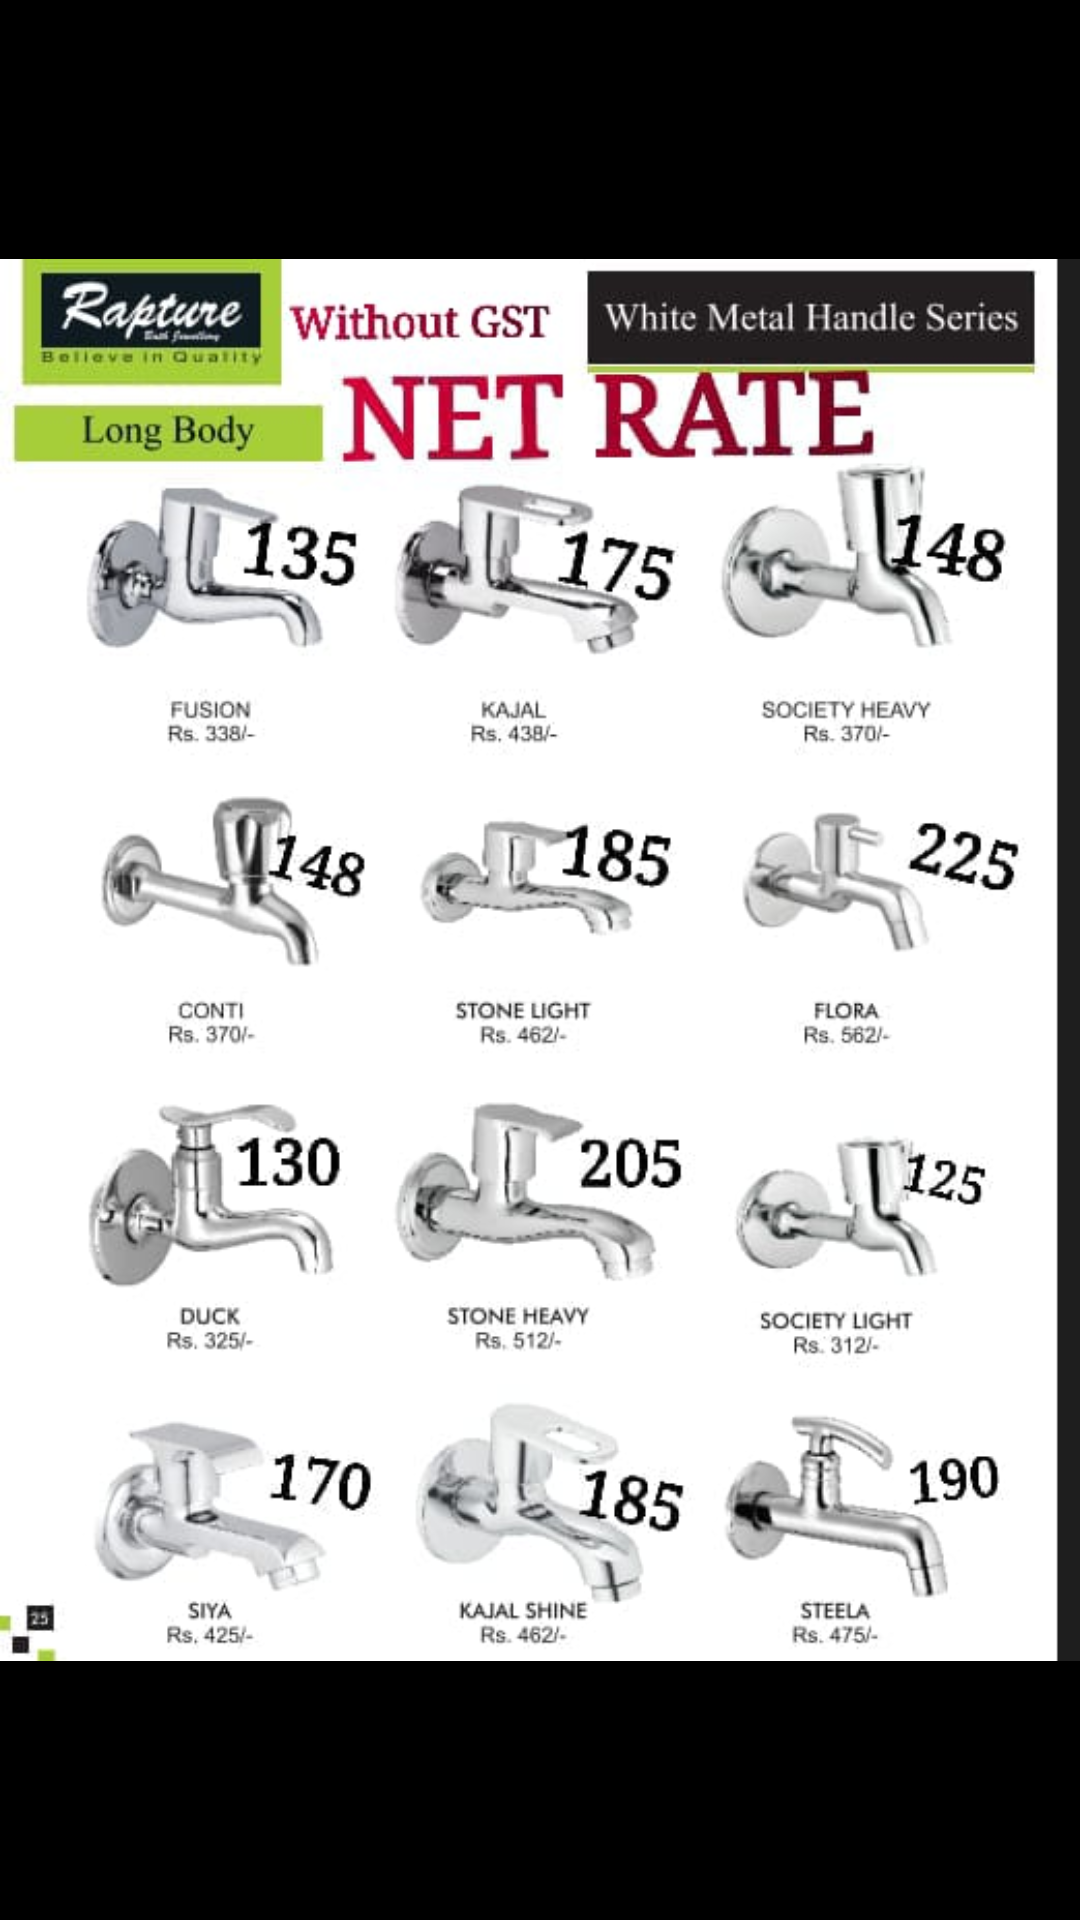 Rapture
Bath Jewellery
Believe in Quality
Without GST
White Metal Handle Series
NET RATE
Long Body
135
175
148
FUSION
Rs. 338/-
KAJAL
Rs. 438/-
SOCIETY HEAVY
Rs. 370/-
148
185
225
CONTI
Rs. 370/-
STONE LIGHT
Rs. 462/-
FLORA
Rs. 562/-
130
205
125
DUCK
Rs. 325/-
STONE HEAVY
Rs. 512/-
SOCIETY LIGHT
Rs. 312/-
170
185
190
SIYA
Rs. 425/-
KAJAL SHINE
Rs. 462/-
STEELA
Rs. 475/-
25